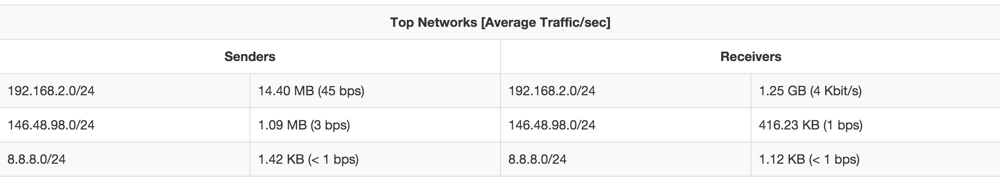 Top Networks [Average Traffic/sec]
Senders Receivers
192.168.2.0/24 14.40 MB (45 bps) 192.168.2.0/24 1.25 GB (4 Kbit/s)
146.48.98.0/24 1.09 MB (3 bps) 146.48.98.0/24 416.23 KB (1 bps)
8.8.8.0/24 1.42 KB (< 1 bps) 8.8.8.0/24 1.12 KB (< 1 bps)